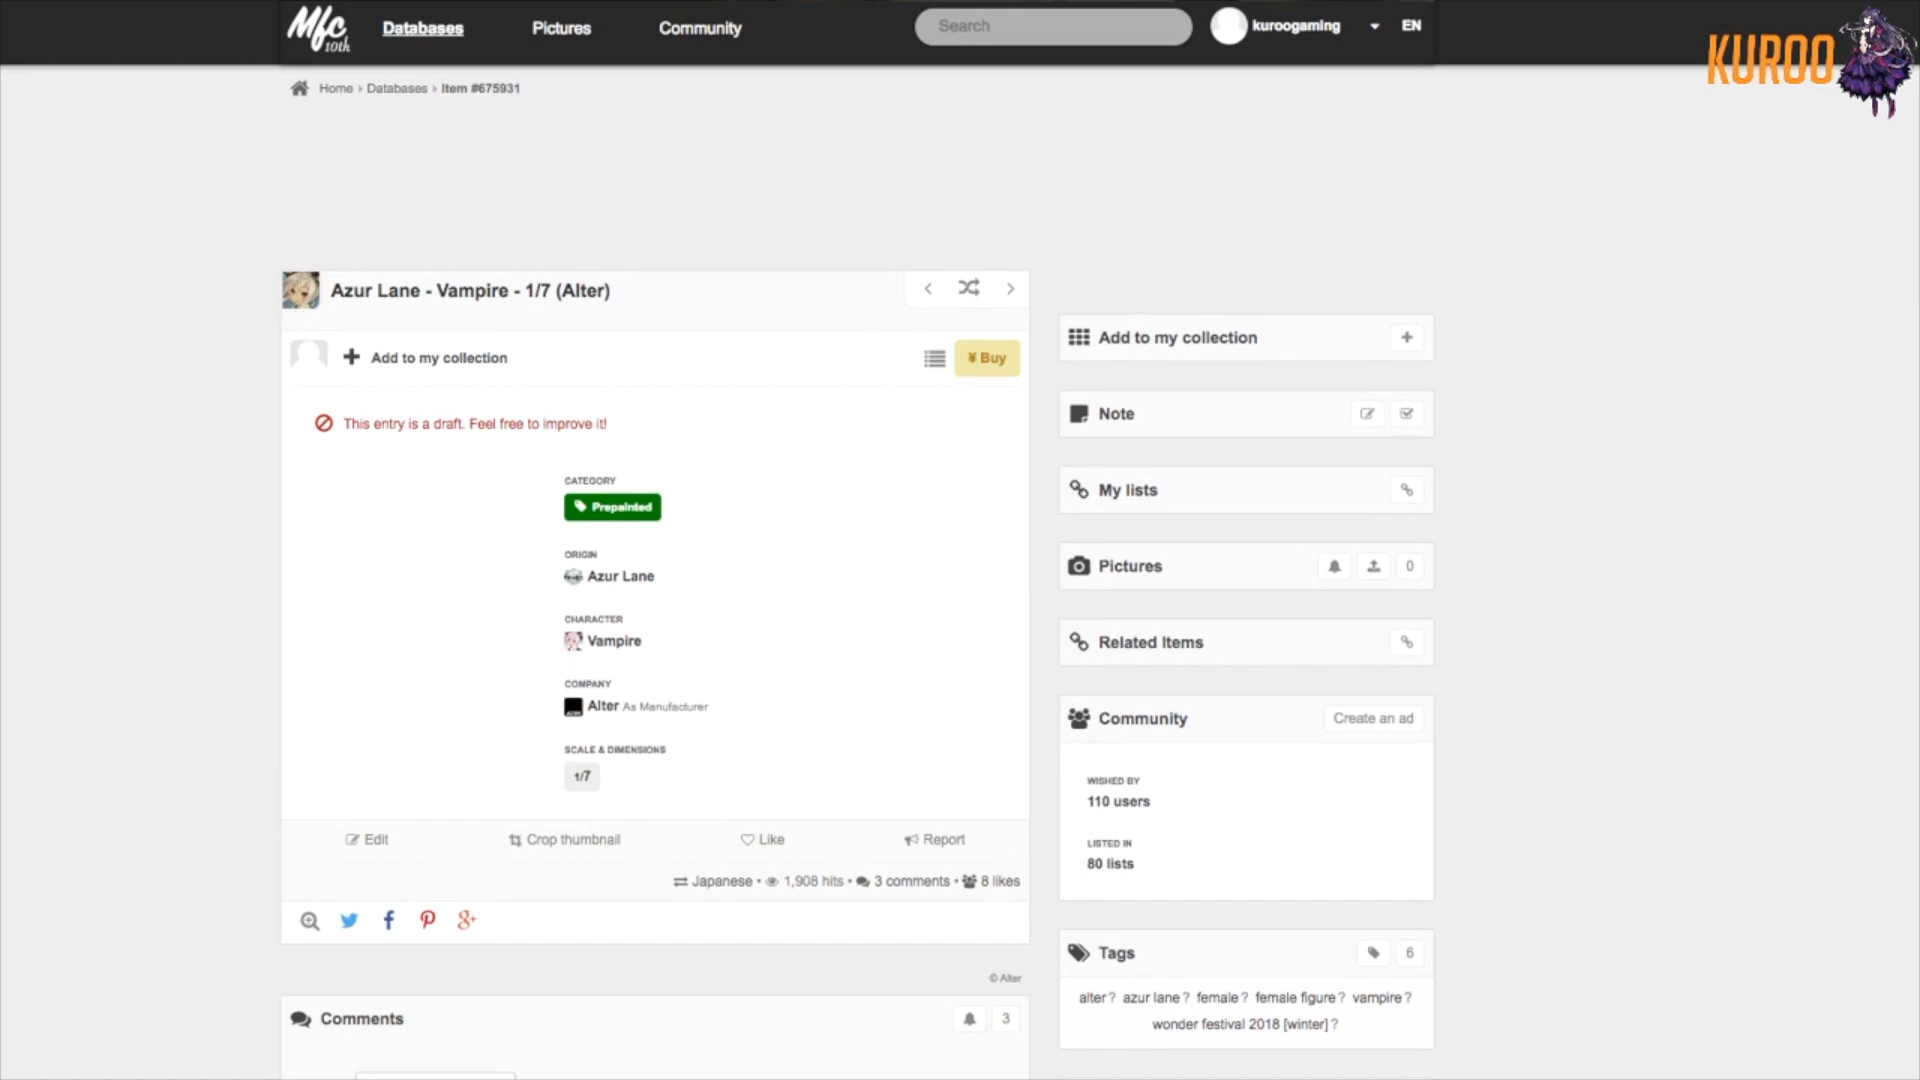 Mfc 10th
Databases
Pictures
Community
Search
kuroogaming
EN
KUROO
Home › Databases › Item #675931
Azur Lane - Vampire - 1/7 (Alter)
Add to my collection
¥ Buy
This entry is a draft. Feel free to improve it!
CATEGORY
Prepainted
ORIGIN
Azur Lane
CHARACTER
Vampire
COMPANY
Alter As Manufacturer
SCALE & DIMENSIONS
1/7
Edit
Crop thumbnail
Like
Report
Japanese • 1,908 hits • 3 comments • 8 likes
© Alter
Comments
3
Add to my collection
Note
My lists
Pictures
0
Related Items
Community
Create an ad
WISHED BY
110 users
LISTED IN
80 lists
Tags
6
alter ? azur lane ? female ? female figure ? vampire ?
wonder festival 2018 [winter] ?